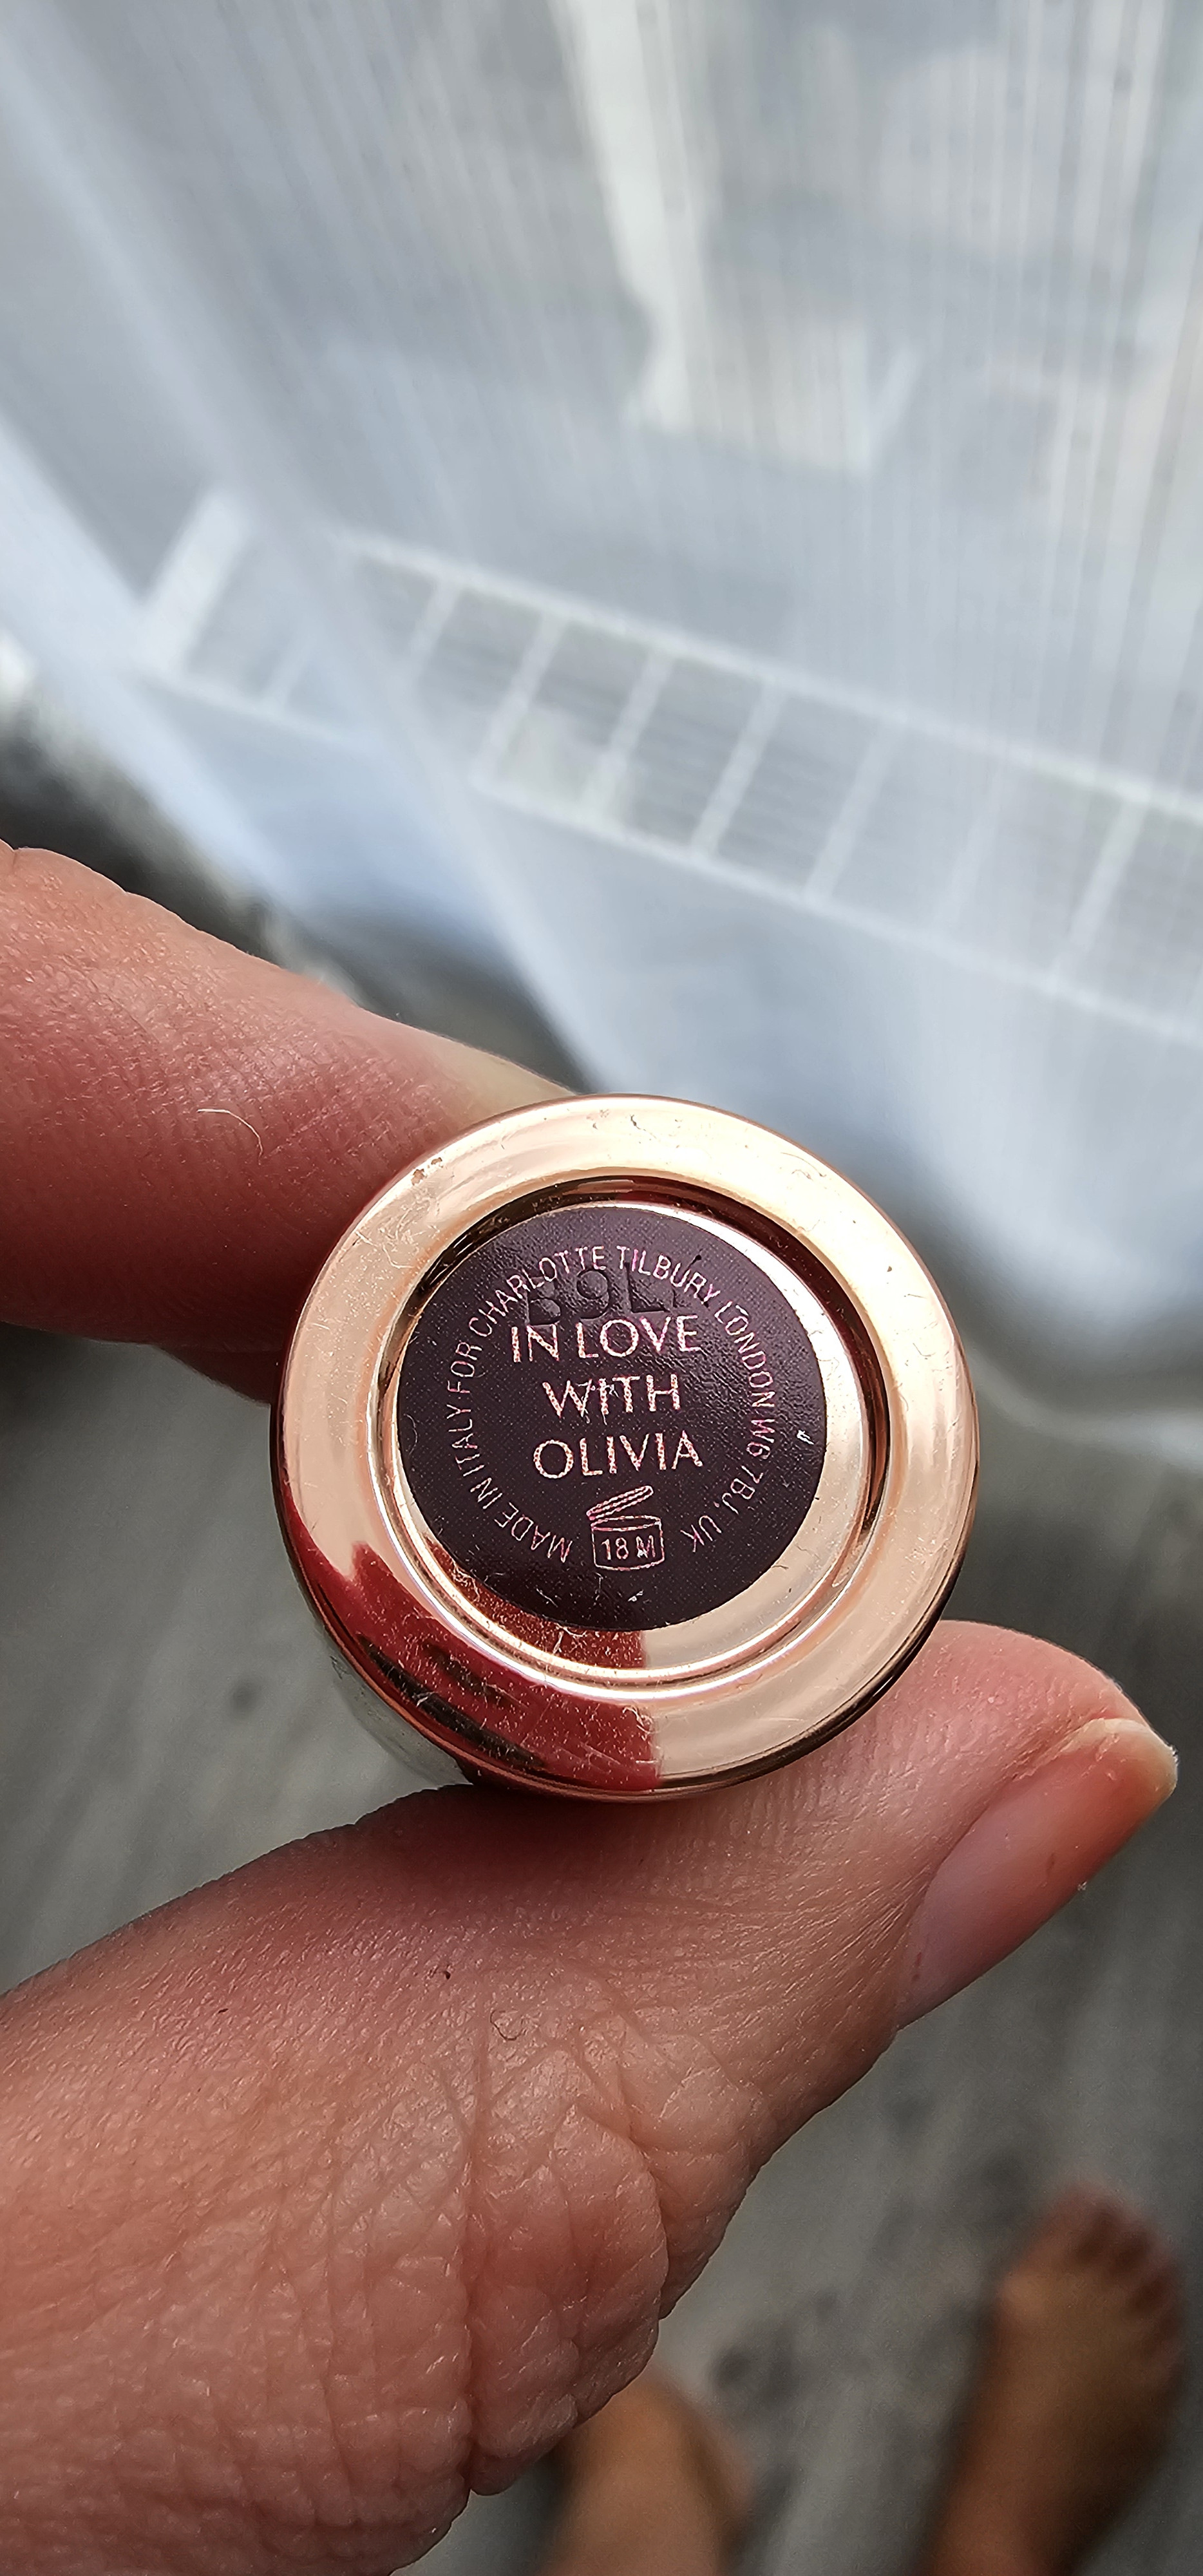 MADE IN ITALY FOR CHARLOTTE TILBURY LONDON W6 7BJ, UK
IN LOVE
WITH
OLIVIA
18 M